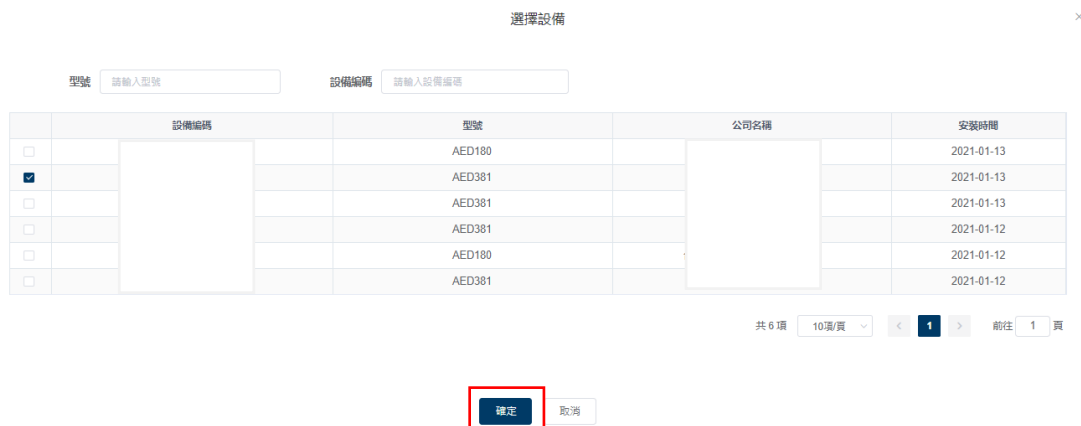 選擇設備
×
型號 請輸入型號 設備編碼 請輸入設備編碼
設備編碼 型號 公司名稱 安裝時間
AED180 2021-01-13
AED381 2021-01-13
AED381 2021-01-13
AED381 2021-01-12
AED180 2021-01-12
AED381 2021-01-12
共 6 項 10項/頁 < 1 > 前往 1 頁
確定 取消